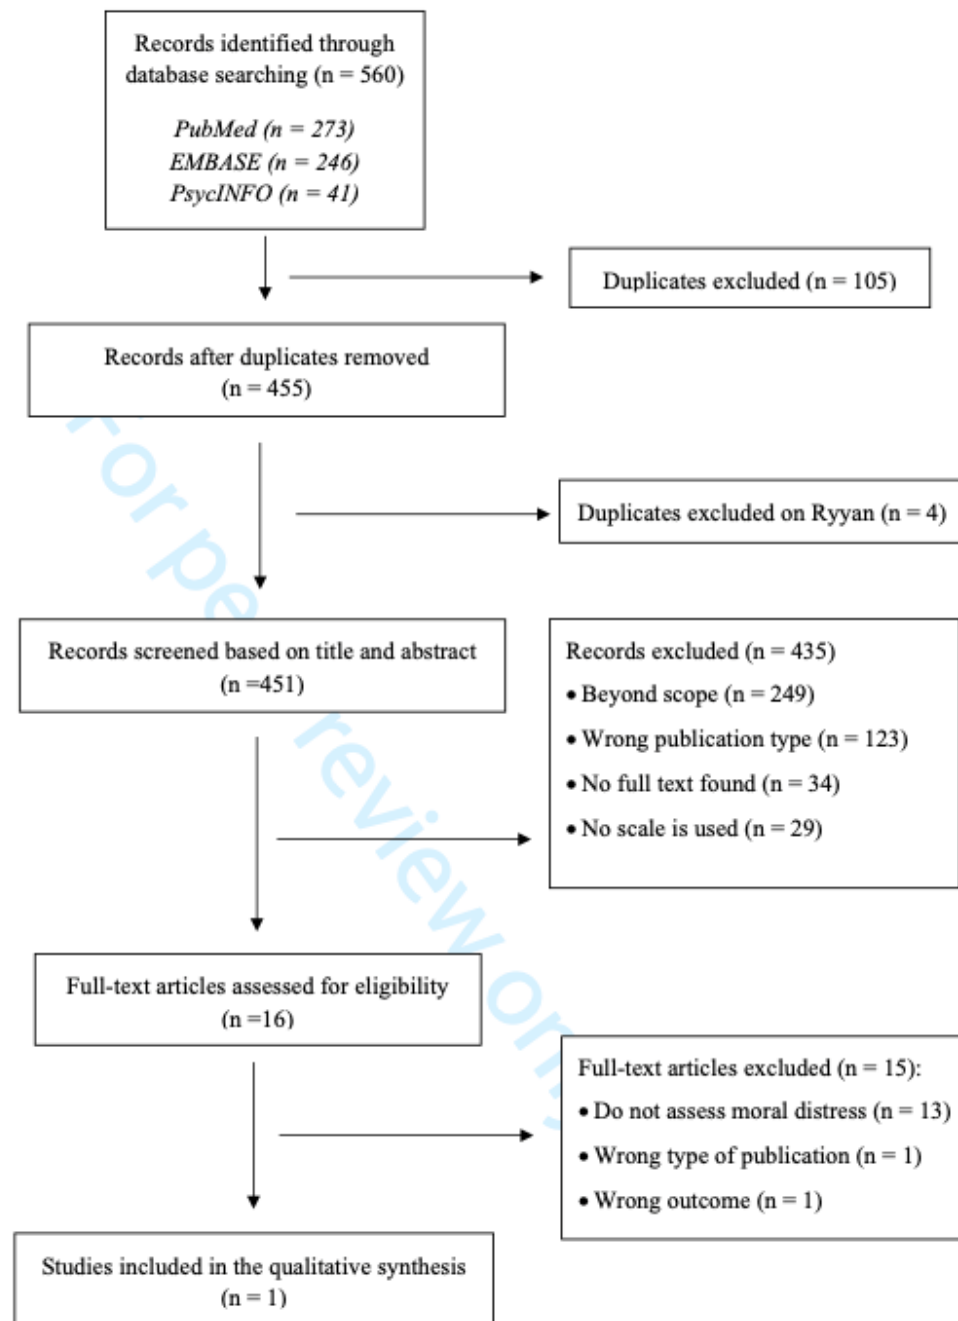 Records identified through
database searching (n = 560)
PubMed (n = 273)
EMBASE (n = 246)
PsycINFO (n = 41)
Duplicates excluded (n = 105)
Records after duplicates removed
(n = 455)
Duplicates excluded on Ryyan (n = 4)
Records screened based on title and abstract
(n =451)
Records excluded (n = 435)
• Beyond scope (n = 249)
• Wrong publication type (n = 123)
• No full text found (n = 34)
• No scale is used (n = 29)
Full-text articles assessed for eligibility
(n =16)
Full-text articles excluded (n = 15):
• Do not assess moral distress (n = 13)
• Wrong type of publication (n = 1)
• Wrong outcome (n = 1)
Studies included in the qualitative synthesis
(n = 1)
review only